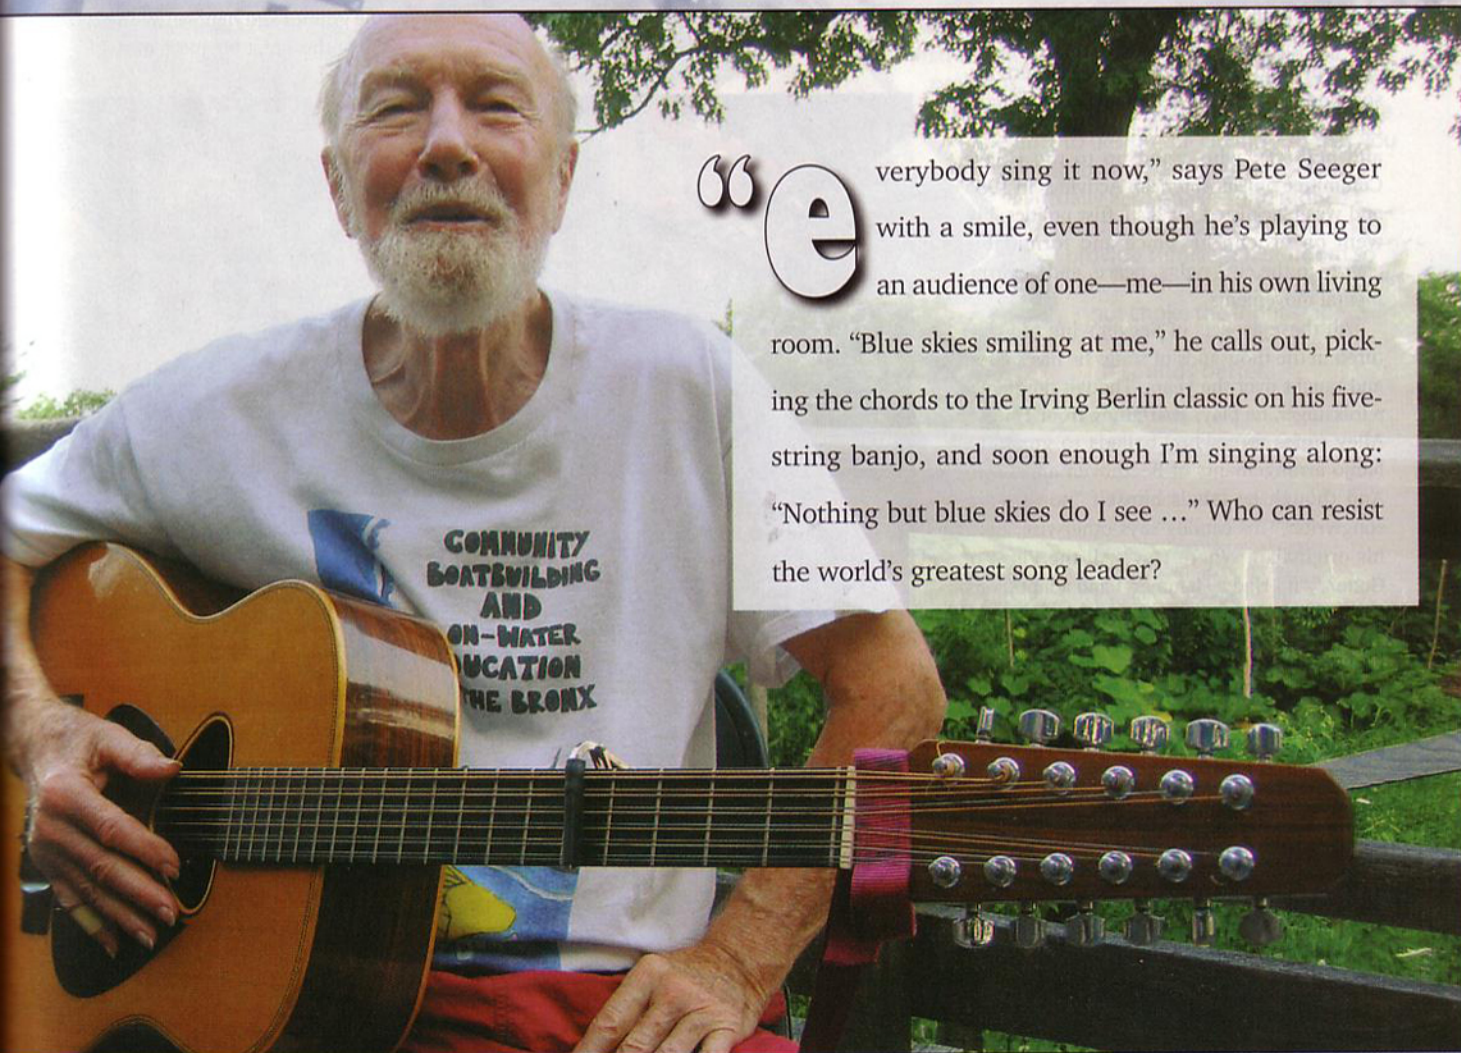 “everybody sing it now,” says Pete Seeger
with a smile, even though he’s playing to
an audience of one—me—in his own living
room. “Blue skies smiling at me,” he calls out, pick-
ing the chords to the Irving Berlin classic on his five-
string banjo, and soon enough I’m singing along:
“Nothing but blue skies do I see ...” Who can resist
the world’s greatest song leader?
COMMUNITY
BOATBUILDING
AND
ON-WATER
UCATION
THE BRONX